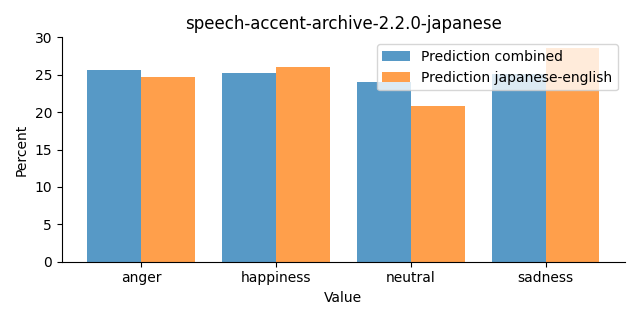 speech-accent-archive-2.2.0-japanese
Prediction combined
Prediction japanese-english
Percent
30
25
20
15
10
5
0
anger happiness neutral sadness
Value